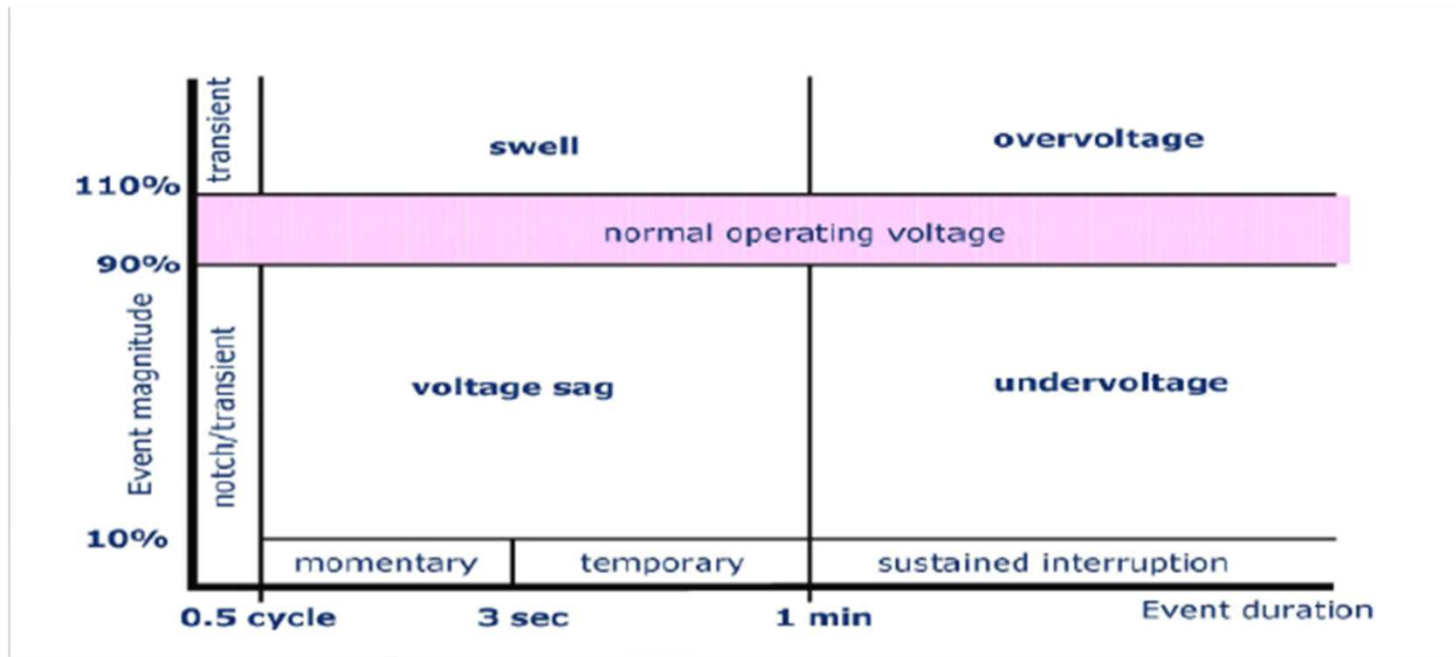 transient
swell
overvoltage
110%
normal operating voltage
90%
Event magnitude
notch/transient
voltage sag
undervoltage
10%
momentary
temporary
sustained interruption
0.5 cycle
3 sec
1 min
Event duration